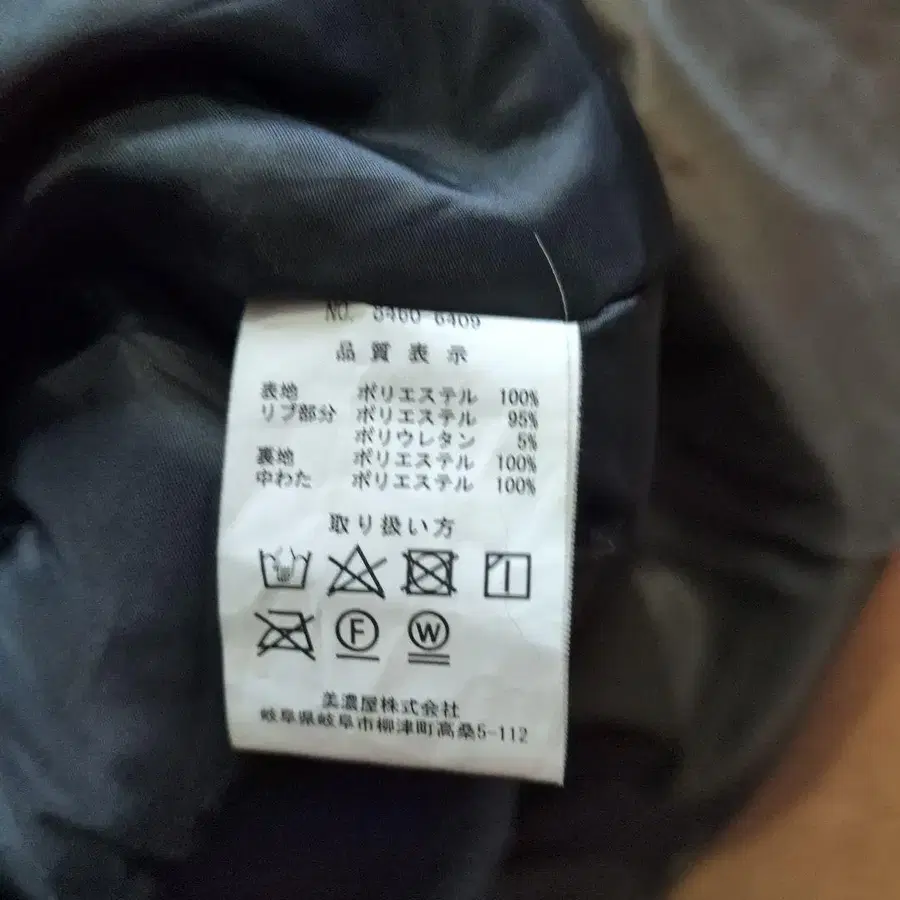 NO. 8460-6409
品質表示
表地 ポリエステル 100%
リブ部分 ポリエステル 95%
ポリウレタン 5%
裏地 ポリエステル 100%
中わた ポリエステル 100%
取り扱い方
F W
美濃屋株式会社
岐阜県岐阜市柳津町高桑5-112